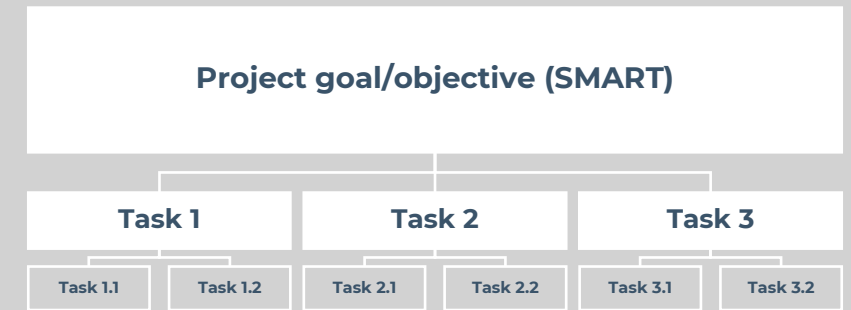 Project goal/objective (SMART)
Task 1
Task 2
Task 3
Task 1.1
Task 1.2
Task 2.1
Task 2.2
Task 3.1
Task 3.2